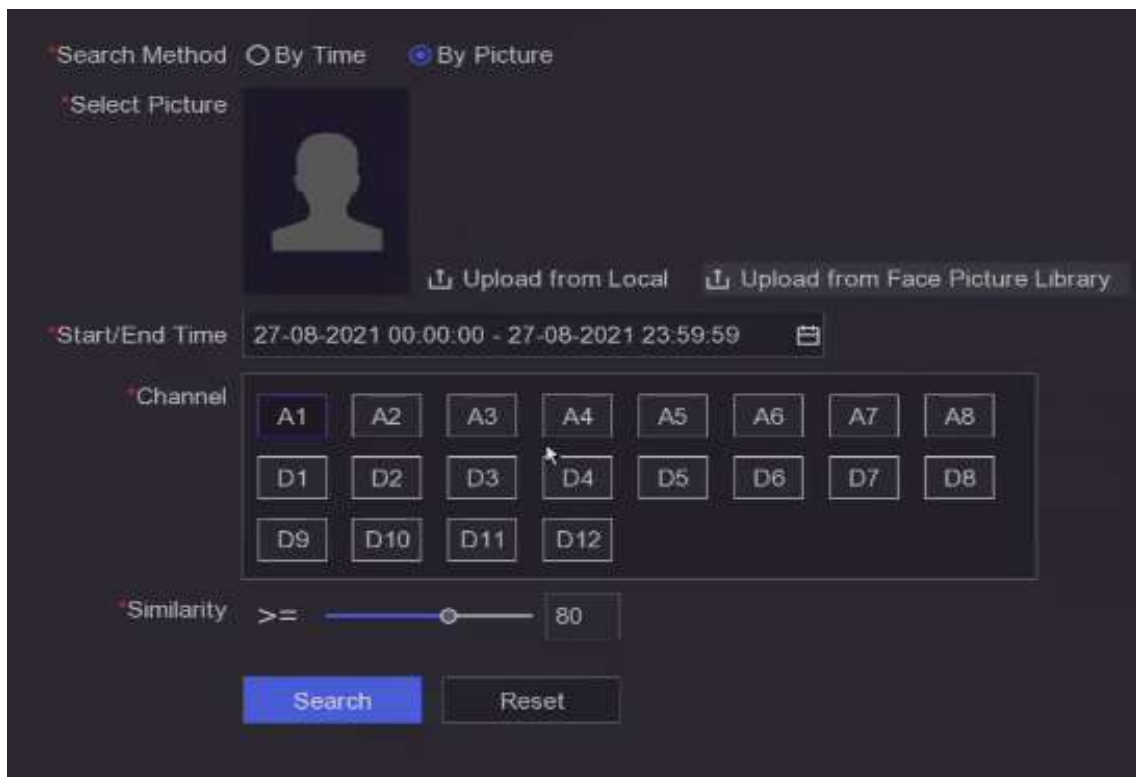 *Search Method By Time By Picture
*Select Picture
Upload from Local Upload from Face Picture Library
*Start/End Time 27-08-2021 00:00:00 - 27-08-2021 23:59:59
*Channel
A1 A2 A3 A4 A5 A6 A7 A8
D1 D2 D3 D4 D5 D6 D7 D8
D9 D10 D11 D12
*Similarity >= 80
Search Reset